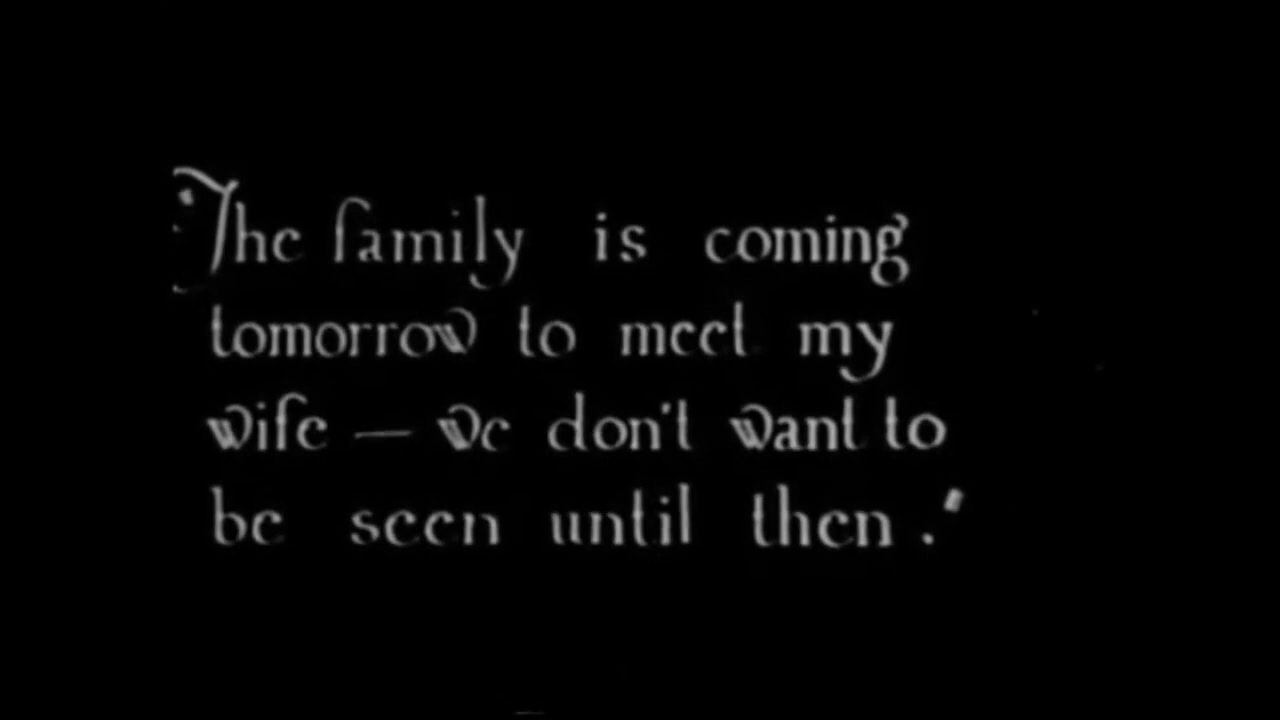 "The family is coming
tomorrow to meet my
wife — we don't want to
be seen until then."